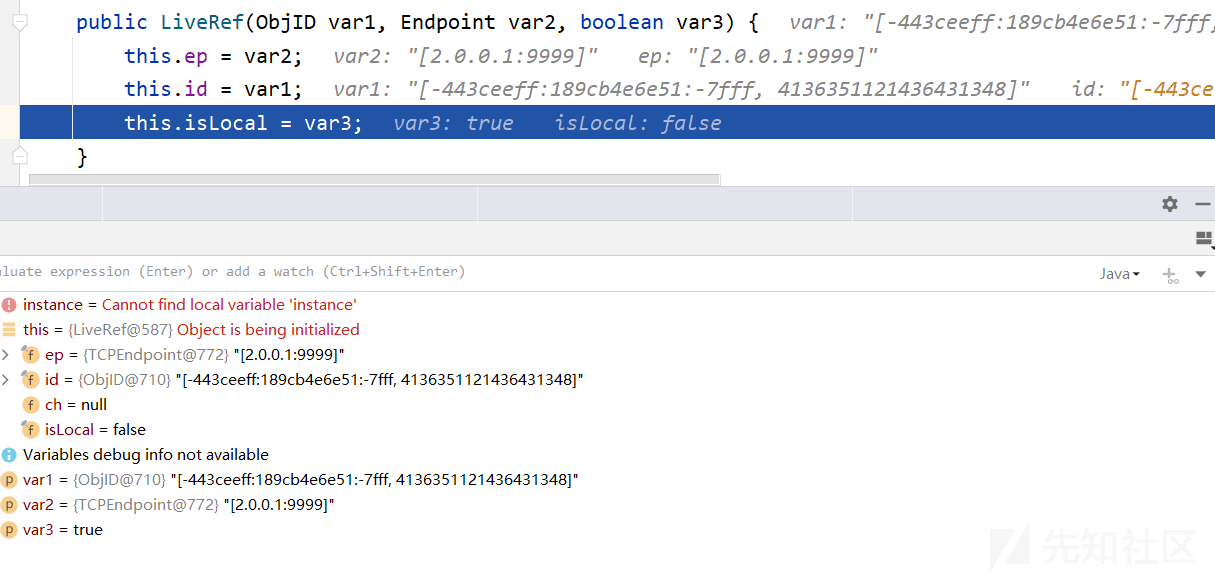 public LiveRef(ObjID var1, Endpoint var2, boolean var3) {   var1: "[-443ceeff:189cb4e6e51:-7fff,
this.ep = var2;   var2: "[2.0.0.1:9999]"   ep: "[2.0.0.1:9999]"
this.id = var1;   var1: "[-443ceeff:189cb4e6e51:-7fff, 4136351121436431348]"   id: "[-443ce
this.isLocal = var3;   var3: true   isLocal: false
}
luate expression (Enter) or add a watch (Ctrl+Shift+Enter)   Java
instance = Cannot find local variable 'instance'
this = {LiveRef@587} Object is being initialized
f ep = {TCPEndpoint@772} "[2.0.0.1:9999]"
f id = {ObjID@710} "[-443ceeff:189cb4e6e51:-7fff, 4136351121436431348]"
f ch = null
f isLocal = false
Variables debug info not available
p var1 = {ObjID@710} "[-443ceeff:189cb4e6e51:-7fff, 4136351121436431348]"
p var2 = {TCPEndpoint@772} "[2.0.0.1:9999]"
p var3 = true
先知社区